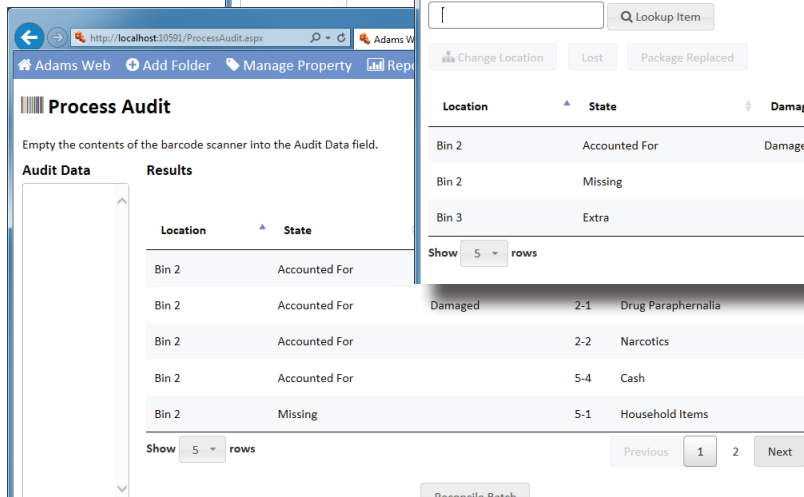 http://localhost:10591/ProcessAudit.aspx
Adams W
Adams Web Add Folder Manage Property Repo
Process Audit
Empty the contents of the barcode scanner into the Audit Data field.
Audit Data Results
Location State
Bin 2 Accounted For
Bin 2 Accounted For Damaged 2-1 Drug Paraphernalia
Bin 2 Accounted For 2-2 Narcotics
Bin 2 Accounted For 5-4 Cash
Bin 2 Missing 5-1 Household Items
Show 5 rows Previous 1 2 Next
Reconcile Batch
Lookup Item
Change Location Lost Package Replaced
Location State Damag
Bin 2 Accounted For Damage
Bin 2 Missing
Bin 3 Extra
Show 5 rows